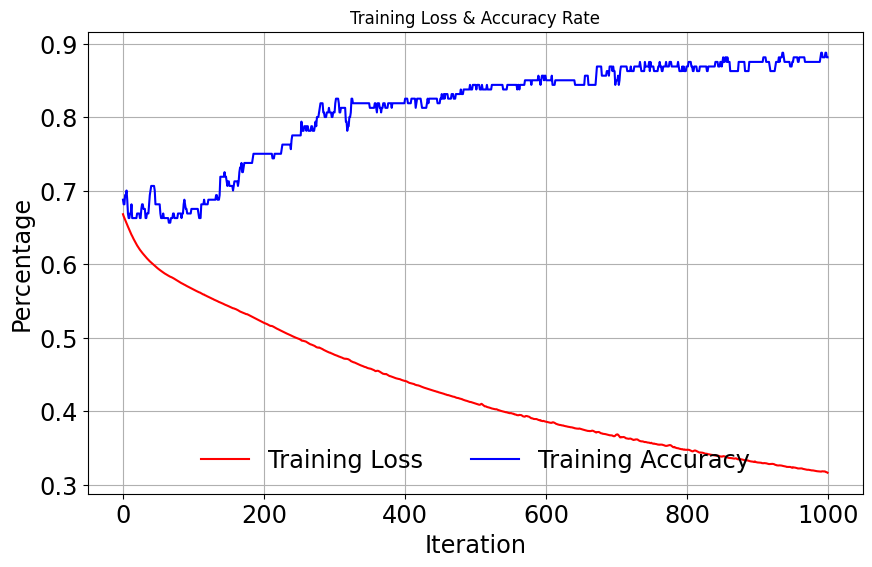 Training Loss & Accuracy Rate
0.9
0.8
0.7
0.6
0.5
0.4
0.3
Percentage
Training Loss
Training Accuracy
0
200
400
600
800
1000
Iteration